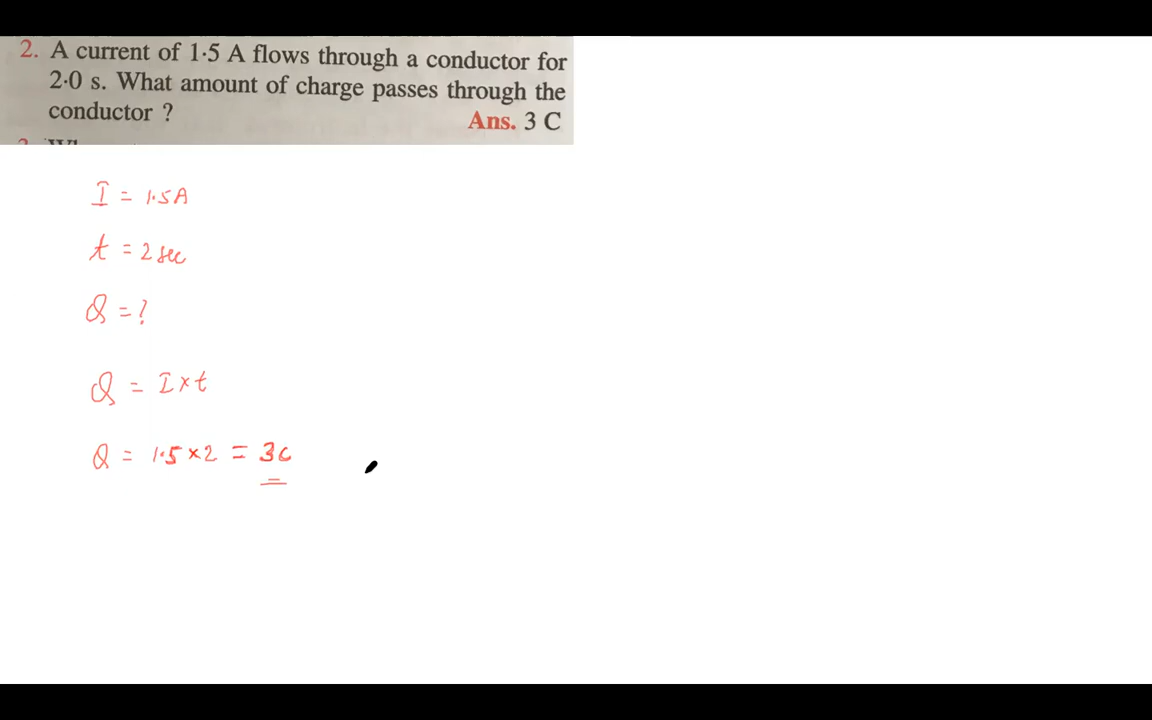 2. A current of 1·5 A flows through a conductor for
2·0 s. What amount of charge passes through the
conductor ?
Ans. 3 C
I = 1.5A
t = 2 sec
Q = ?
Q = I × t
Q = 1.5 × 2 = 3C